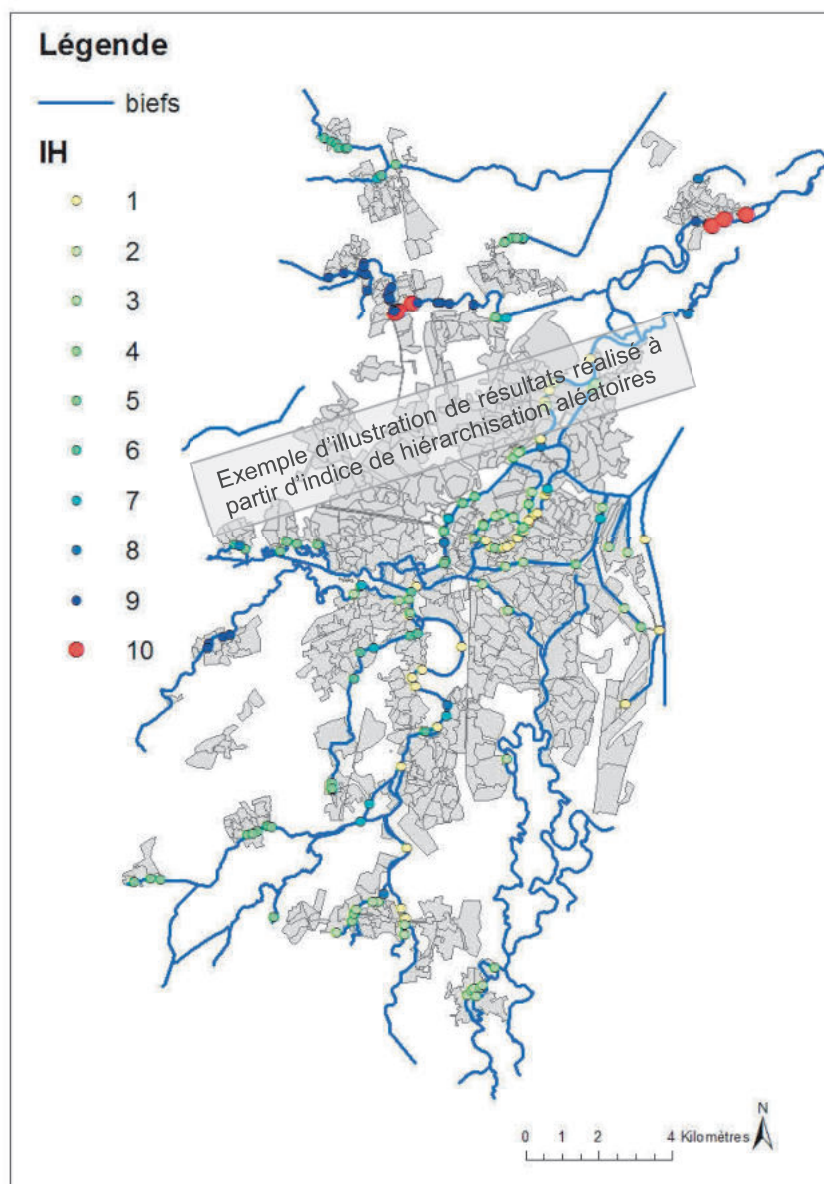 Légende
biefs
IH
1
2
3
4
5
6
7
8
9
10
Exemple d'illustration de résultats réalisé à
partir d'indice de hiérarchisation aléatoires
N
0 1 2 4 Kilomètres